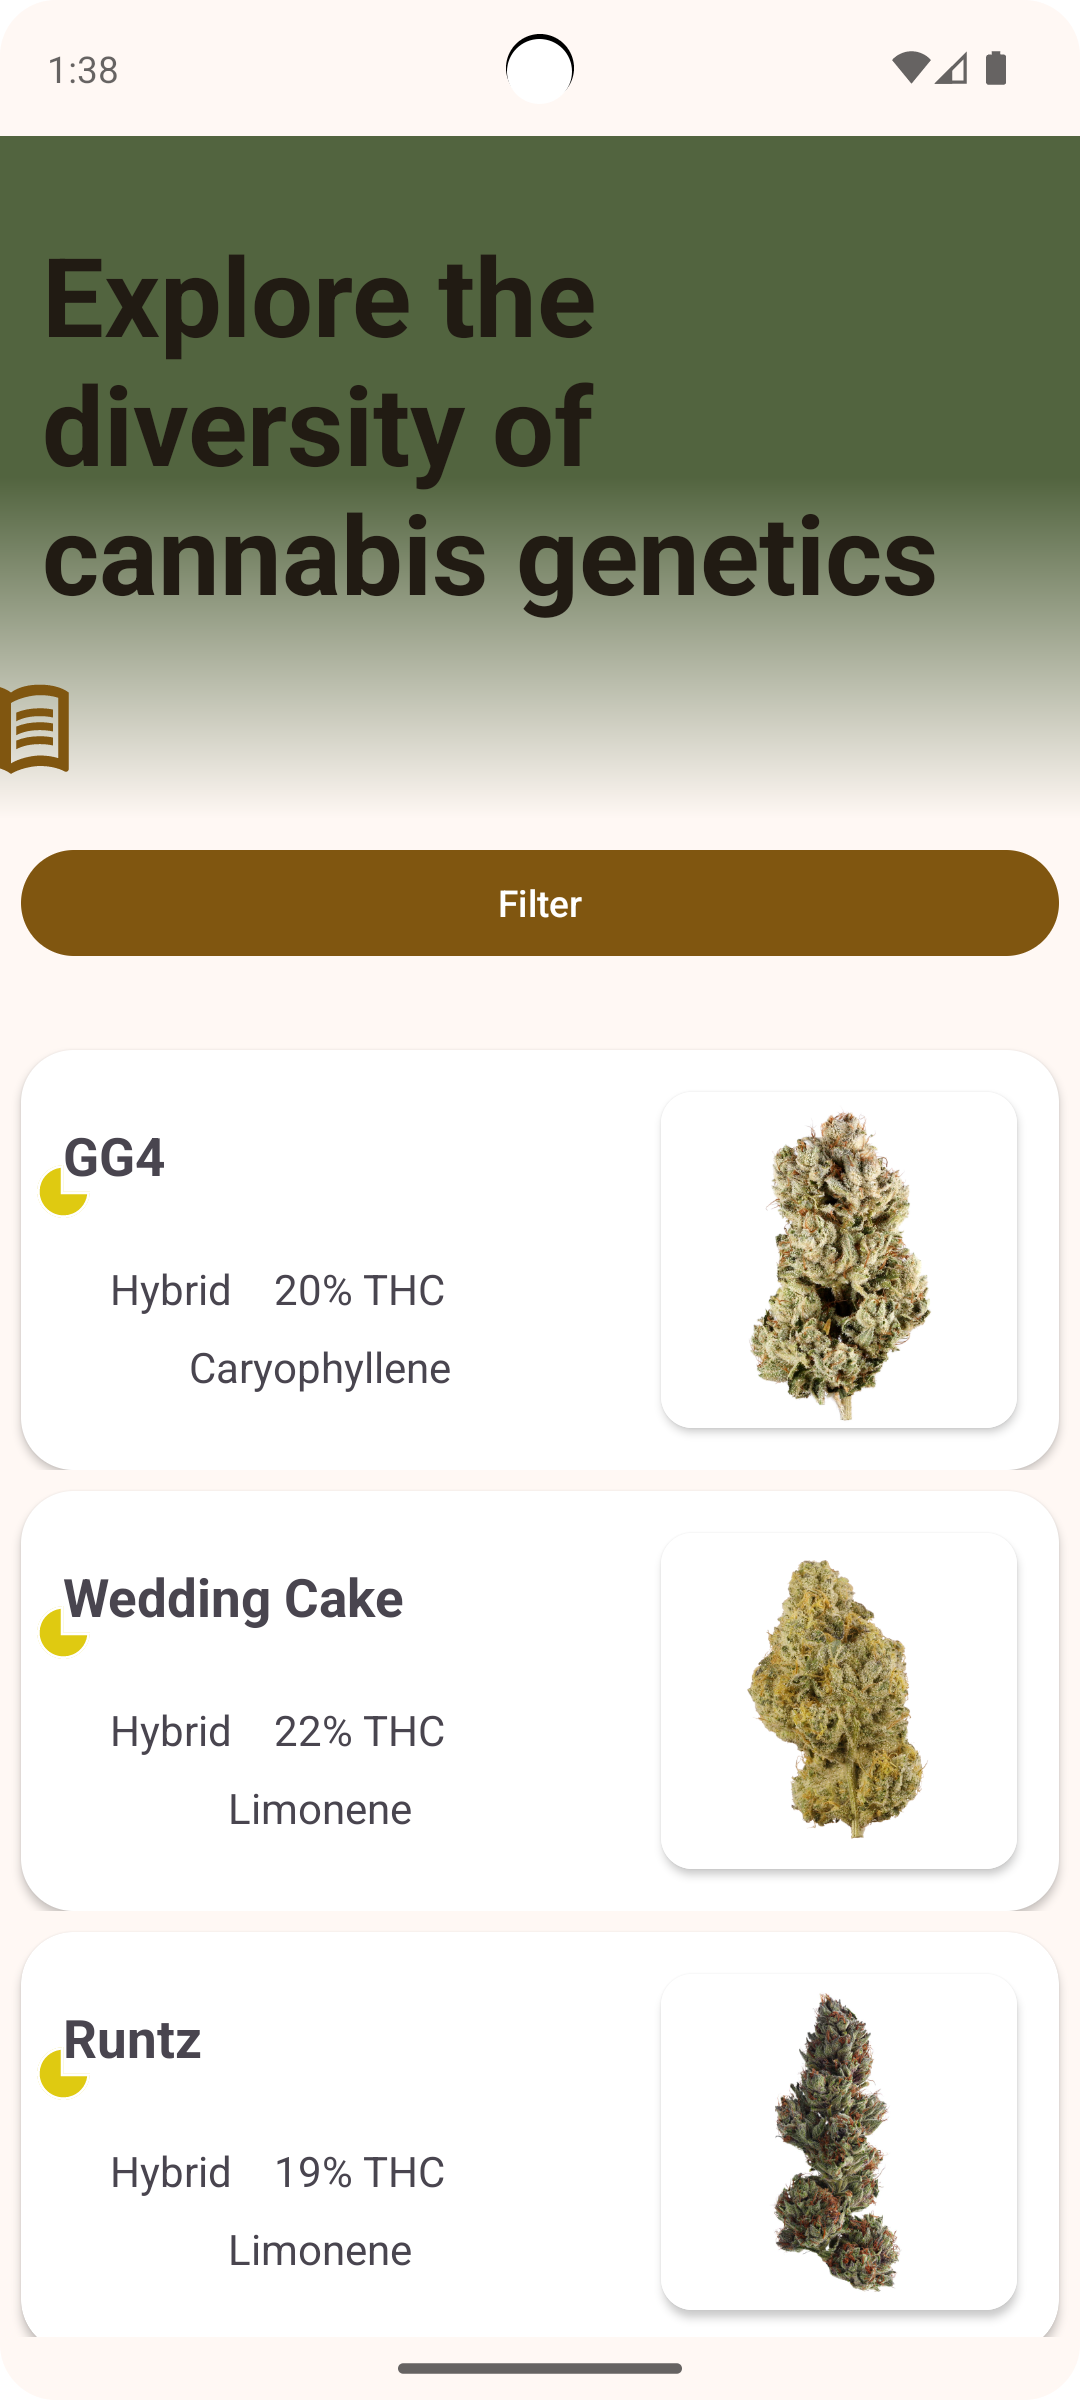 1:38
Explore the
diversity of
cannabis genetics
Filter
GG4
Hybrid 20% THC
Caryophyllene
Wedding Cake
Hybrid 22% THC
Limonene
Runtz
Hybrid 19% THC
Limonene